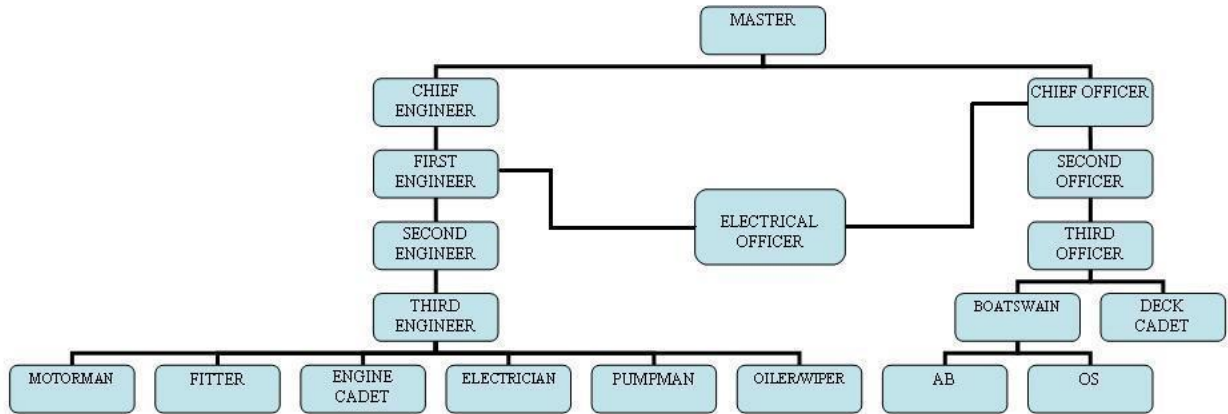 MASTER
CHIEF
ENGINEER
CHIEF OFFICER
FIRST
ENGINEER
SECOND
OFFICER
ELECTRICAL
OFFICER
SECOND
ENGINEER
THIRD
OFFICER
THIRD
ENGINEER
BOATSWAIN
DECK
CADET
MOTORMAN
FITTER
ENGINE
CADET
ELECTRICIAN
PUMPMAN
OILER/WIPER
AB
OS